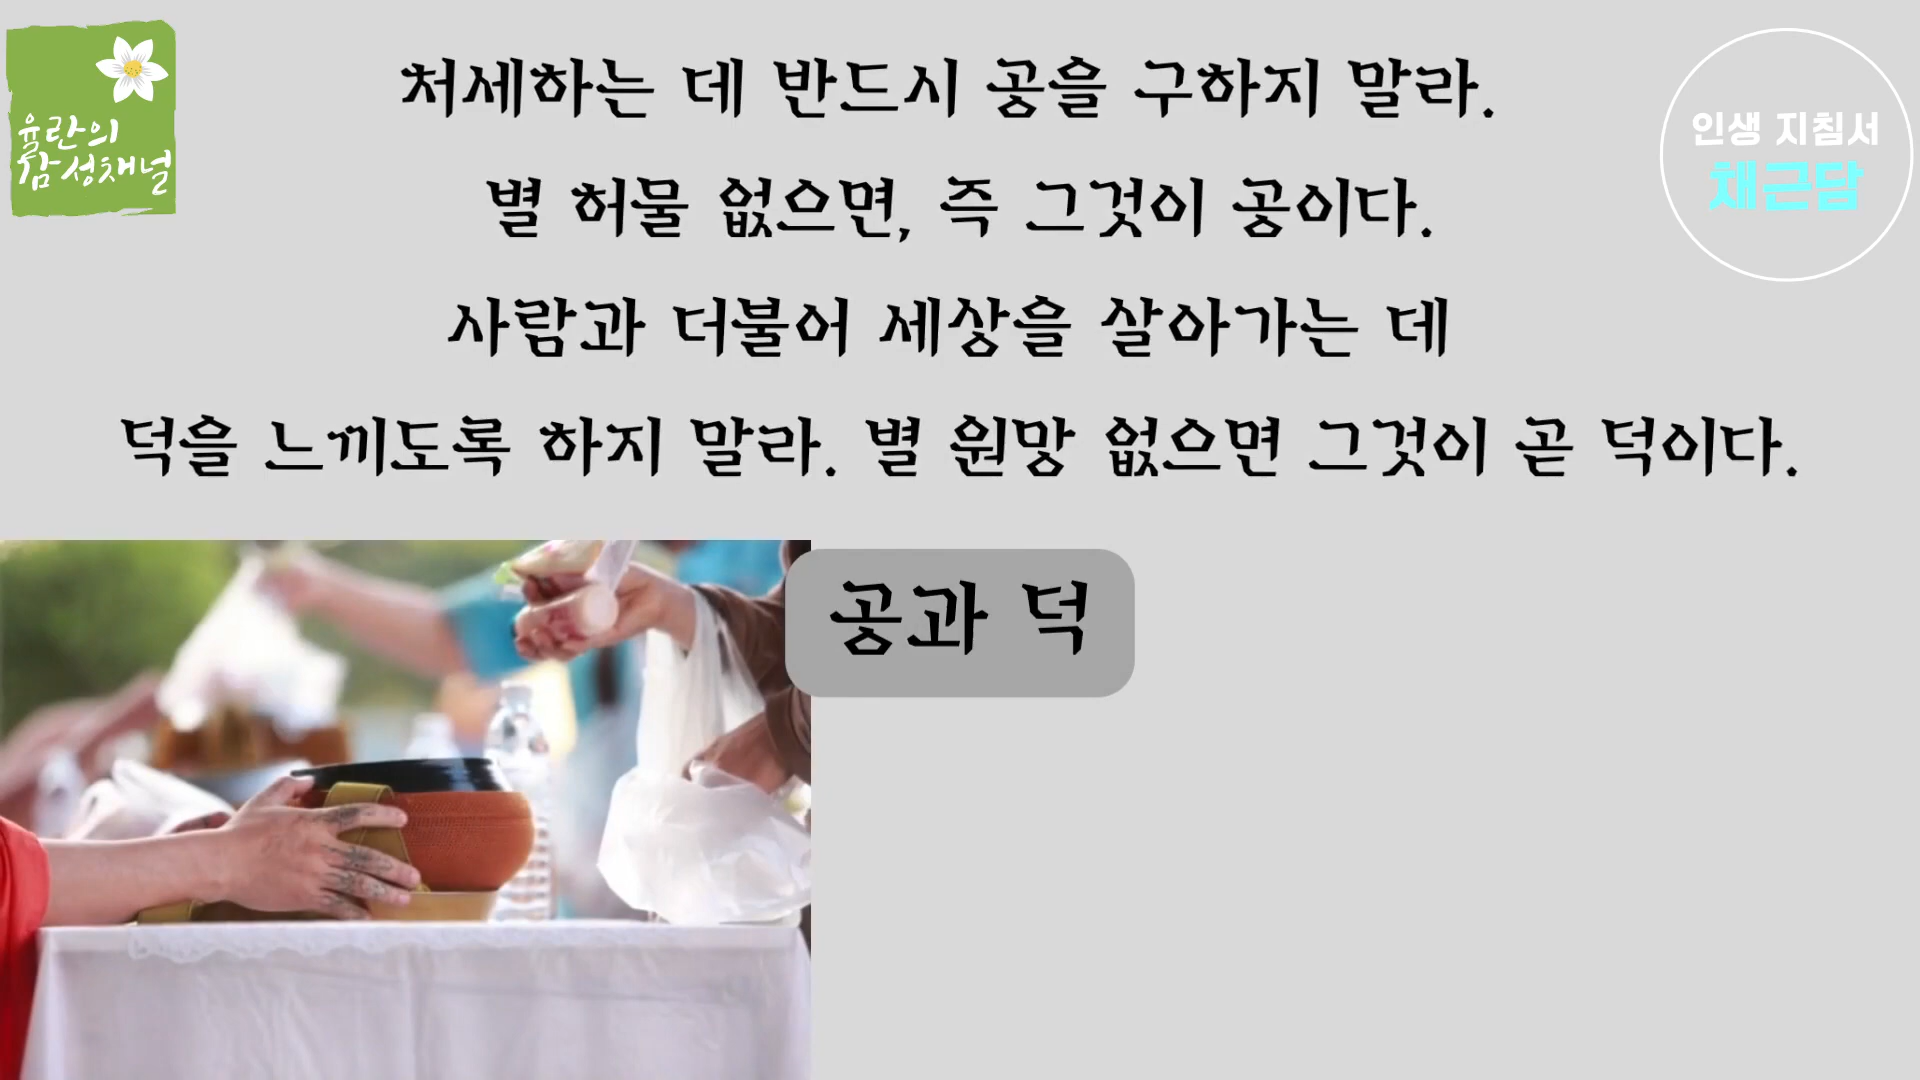 율란의
감성채널
처세하는 데 반드시 공을 구하지 말라.
별 허물 없으면, 즉 그것이 공이다.
사람과 더불어 세상을 살아가는 데
덕을 느끼도록 하지 말라. 별 원망 없으면 그것이 곧 덕이다.
인생 지침서
채근담
공과 덕